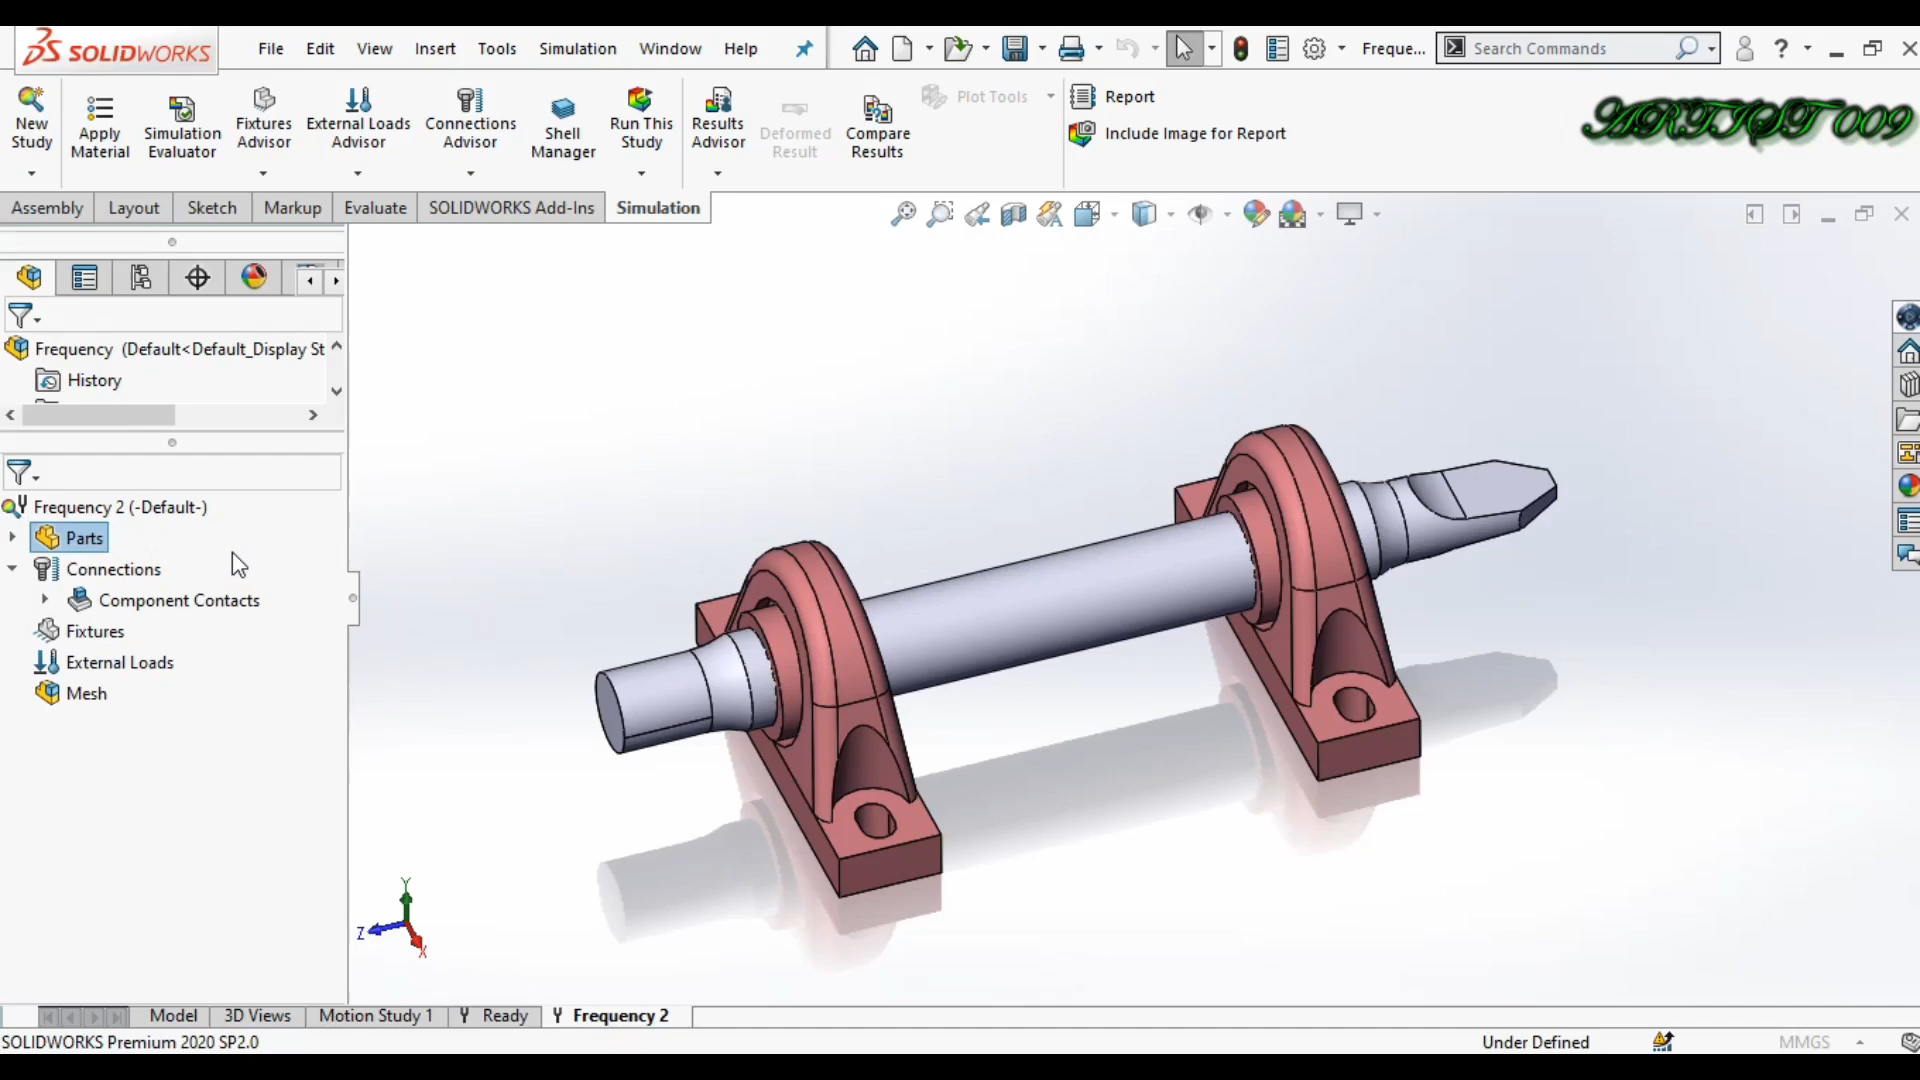 SOLIDWORKS File Edit View Insert Tools Simulation Window Help Freque... Search Commands
New Study
Apply Material
Simulation Evaluator
Fixtures Advisor
External Loads Advisor
Connections Advisor
Shell Manager
Run This Study
Results Advisor
Deformed Result
Compare Results
Plot Tools
Report
Include Image for Report
ARTIST 009
Assembly Layout Sketch Markup Evaluate SOLIDWORKS Add-Ins Simulation
Frequency (Default<Default_Display St
History
Frequency 2 (-Default-)
Parts
Connections
Component Contacts
Fixtures
External Loads
Mesh
Y
Z
X
Model 3D Views Motion Study 1 Ready Frequency 2
SOLIDWORKS Premium 2020 SP2.0 Under Defined MMGS